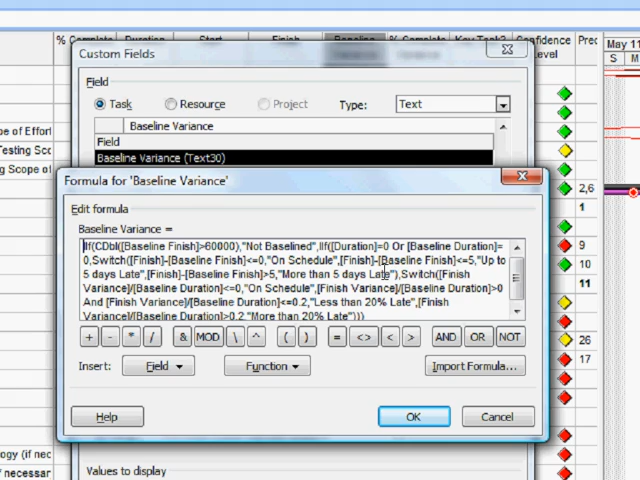 % Complete Duration Start Finish Baseline % Complete Key Task? Confidence Prec
Variance Level
May 11
S M
Custom Fields
Field
Task Resource Project Type: Text
Baseline Variance
Field
Baseline Variance (Text30)
pe of Effort
Testing Sco
g Scope of
Formula for 'Baseline Variance'
Edit formula
Baseline Variance =
IIf(CDbl([Baseline Finish]>60000),"Not Baselined",IIf([Duration]=0 Or [Baseline Duration]=
0,Switch([Finish]-[Baseline Finish]<=0,"On Schedule",[Finish]-[Baseline Finish]<=5,"Up to
5 days Late",[Finish]-[Baseline Finish]>5,"More than 5 days Late"),Switch([Finish
Variance]/[Baseline Duration]<=0,"On Schedule",[Finish Variance]/[Baseline Duration]>0
And [Finish Variance]/[Baseline Duration]<=0.2,"Less than 20% Late",[Finish
Variance]/[Baseline Duration]>0.2,"More than 20% Late")))
+ - * / & MOD \ ^ ( ) = <> < > AND OR NOT
Insert: Field Function Import Formula...
Help OK Cancel
2,6
1
9
10
11
26
17
ogy (if nec
f necessar
Values to display